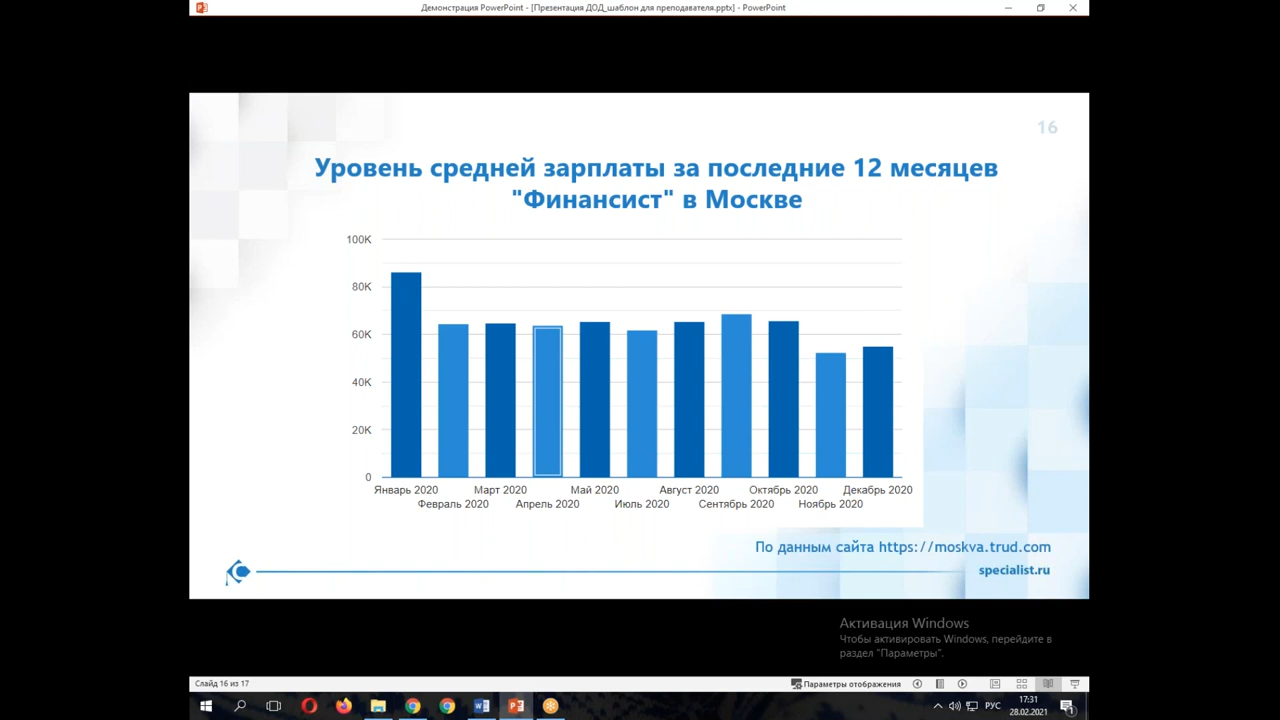 Демонстрация PowerPoint - [Презентация ДОД_шаблон для преподавателя.pptx] - PowerPoint
16
Уровень средней зарплаты за последние 12 месяцев
"Финансист" в Москве
100K
80K
60K
40K
20K
0
Январь 2020 Март 2020 Май 2020 Август 2020 Октябрь 2020 Декабрь 2020
Февраль 2020 Апрель 2020 Июль 2020 Сентябрь 2020 Ноябрь 2020
По данным сайта https://moskva.trud.com
specialist.ru
Активация Windows
Чтобы активировать Windows, перейдите в
раздел "Параметры".
Слайд 16 из 17 Параметры отображения
17:31
РУС
28.02.2021
1